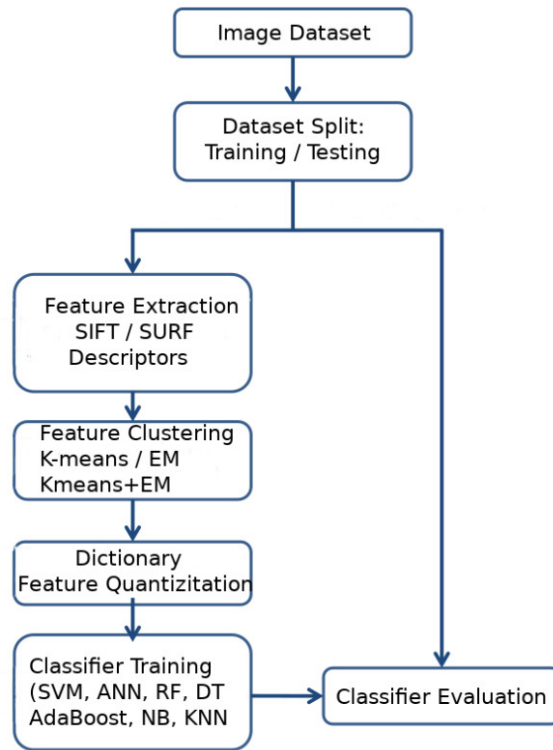 Image Dataset
Dataset Split:
Training / Testing
Feature Extraction
SIFT / SURF
Descriptors
Feature Clustering
K-means / EM
Kmeans+EM
Dictionary
Feature Quantizitation
Classifier Training
(SVM, ANN, RF, DT
AdaBoost, NB, KNN
Classifier Evaluation